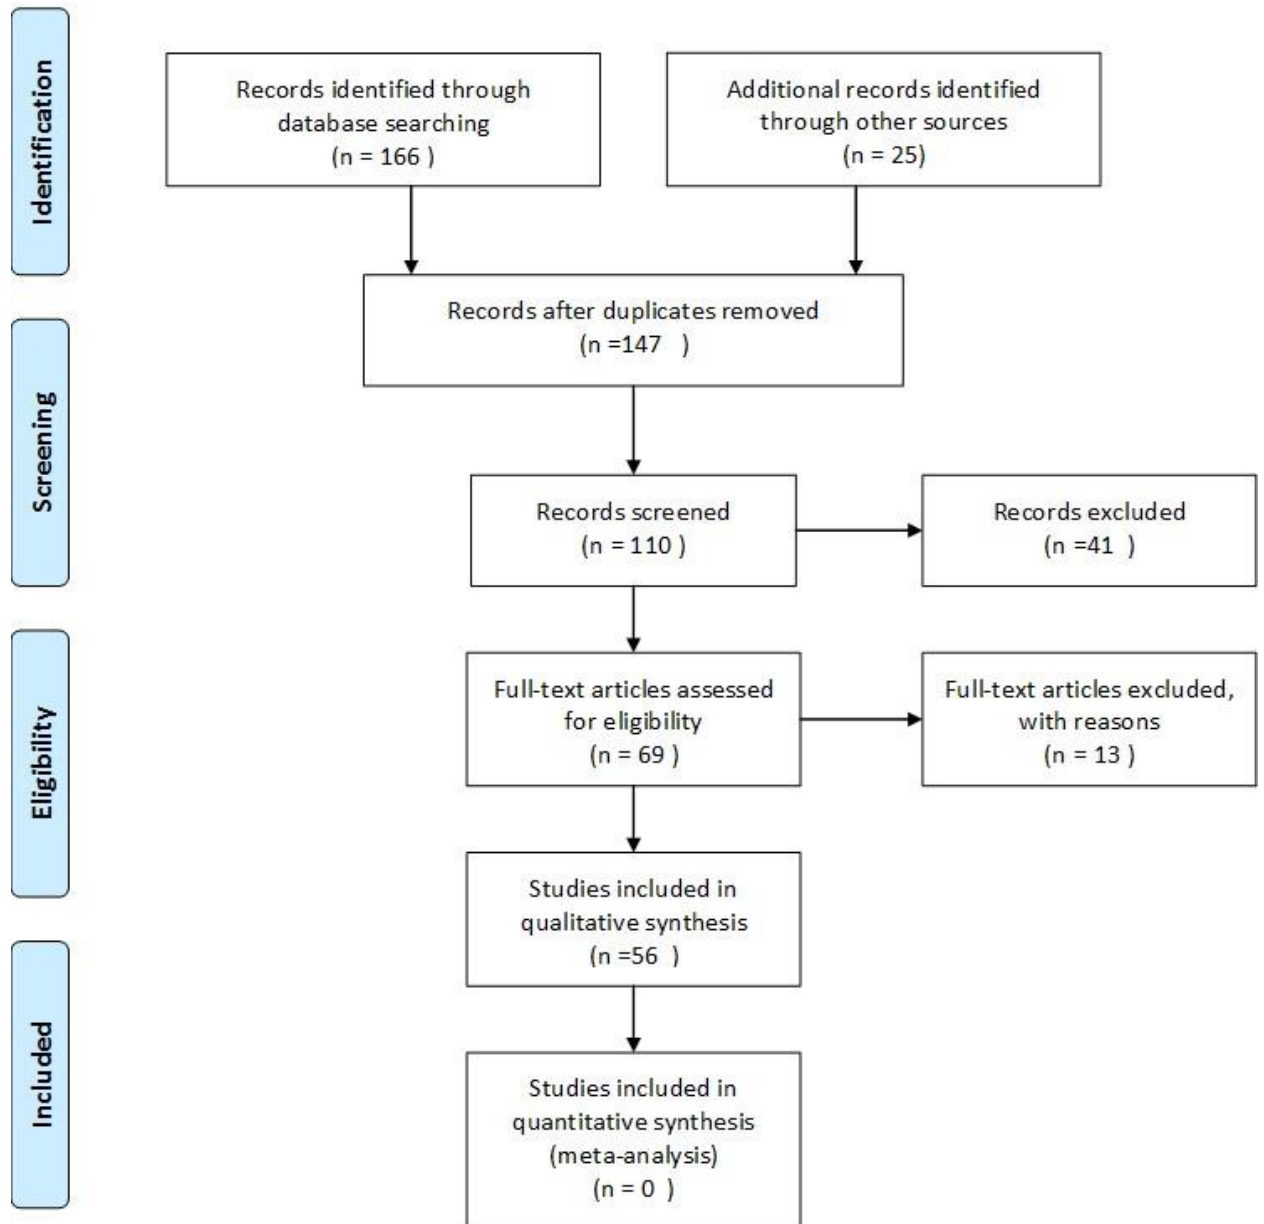 Identification
Records identified through
database searching
(n = 166 )
Additional records identified
through other sources
(n = 25)
Records after duplicates removed
(n =147 )
Screening
Records screened
(n = 110 )
Records excluded
(n =41 )
Eligibility
Full-text articles assessed
for eligibility
(n = 69 )
Full-text articles excluded,
with reasons
(n = 13 )
Studies included in
qualitative synthesis
(n =56 )
Included
Studies included in
quantitative synthesis
(meta-analysis)
(n = 0 )